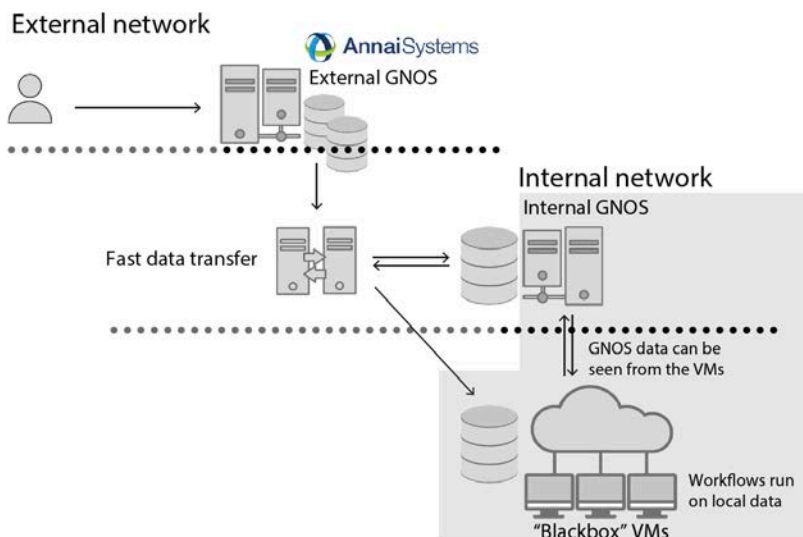 External network
AnnaiSystems
External GNOS
Internal network
Internal GNOS
Fast data transfer
GNOS data can be
seen from the VMs
Workflows run
on local data
“Blackbox” VMs